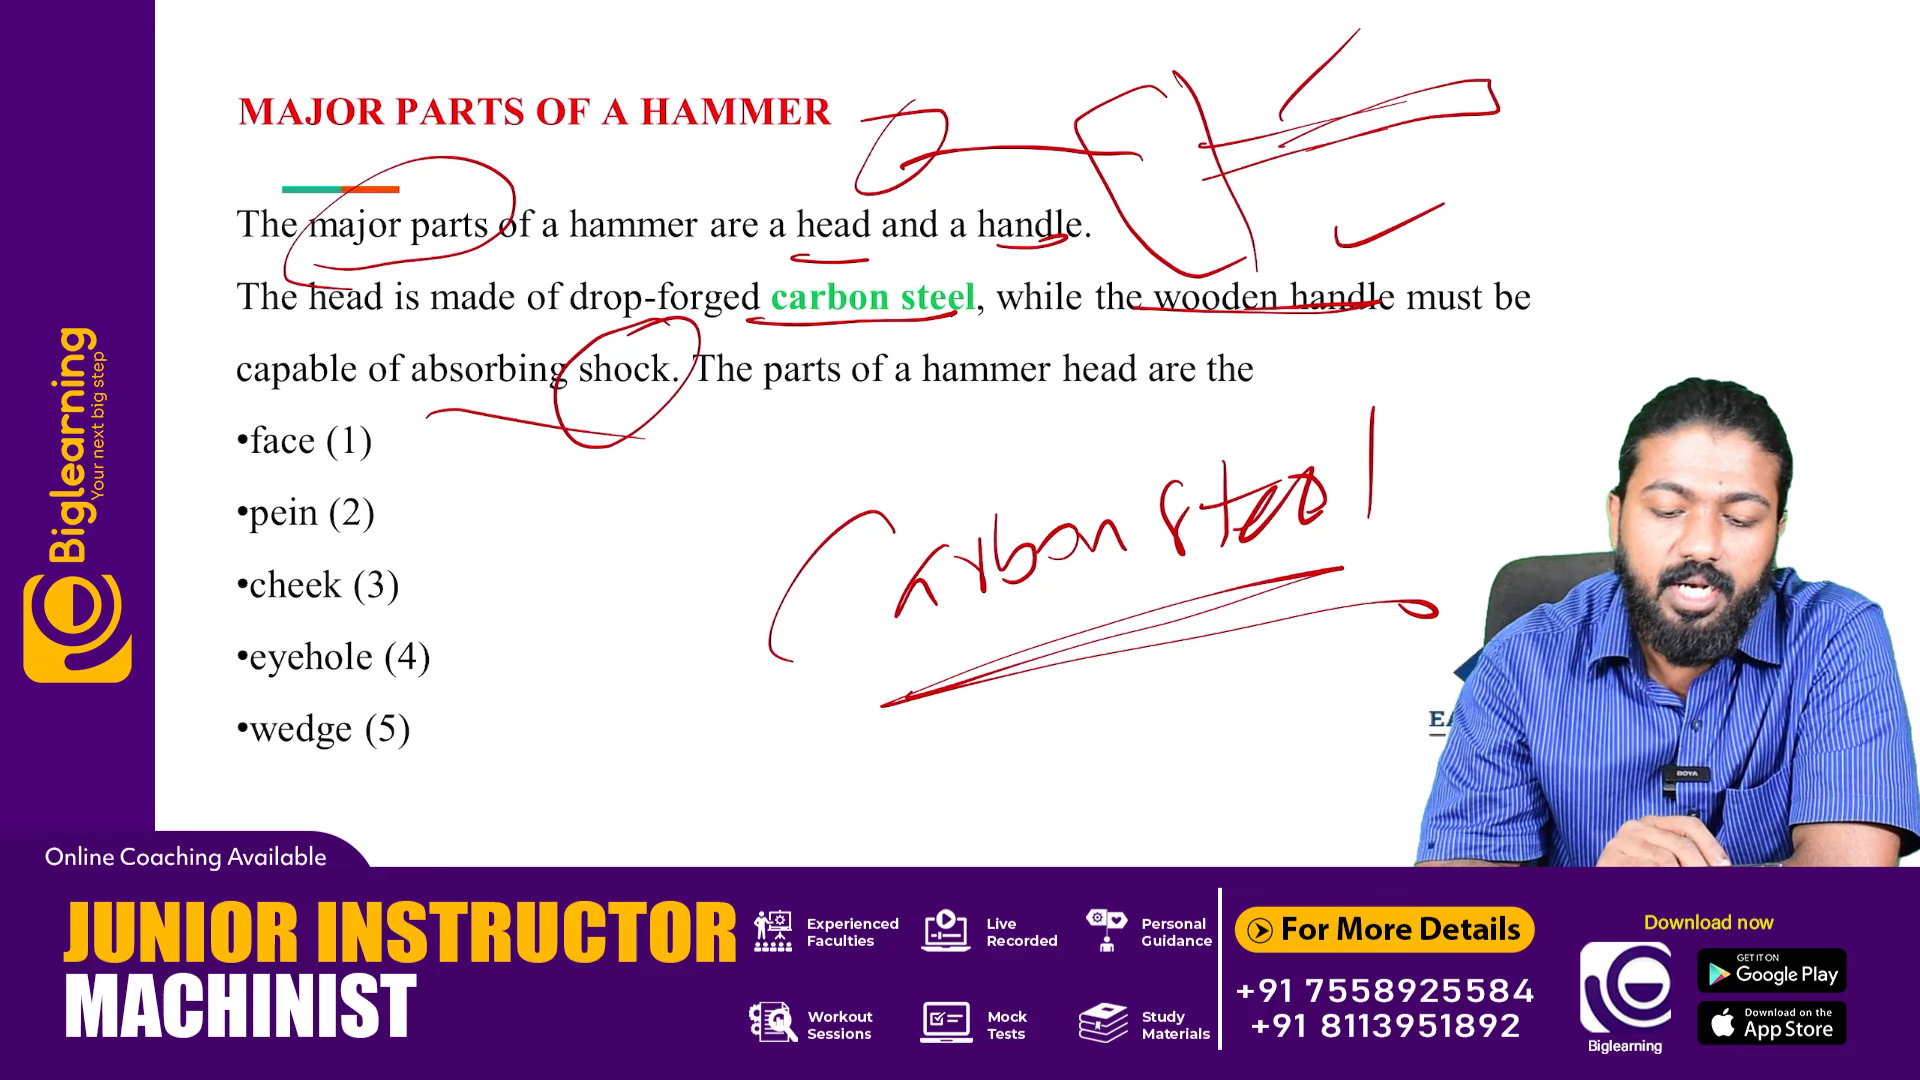 MAJOR PARTS OF A HAMMER
The major parts of a hammer are a head and a handle.
The head is made of drop-forged carbon steel, while the wooden handle must be
capable of absorbing shock. The parts of a hammer head are the
•face (1)
•pein (2)
•cheek (3)
•eyehole (4)
•wedge (5)
Carbon steel
EA
BOYA
Biglearning
Your next big step
Online Coaching Available
JUNIOR INSTRUCTOR
MACHINIST
Experienced
Faculties
Live
Recorded
Personal
Guidance
Workout
Sessions
Mock
Tests
Study
Materials
For More Details
+91 7558925584
+91 8113951892
Download now
Biglearning
GET IT ON
Google Play
Download on the
App Store